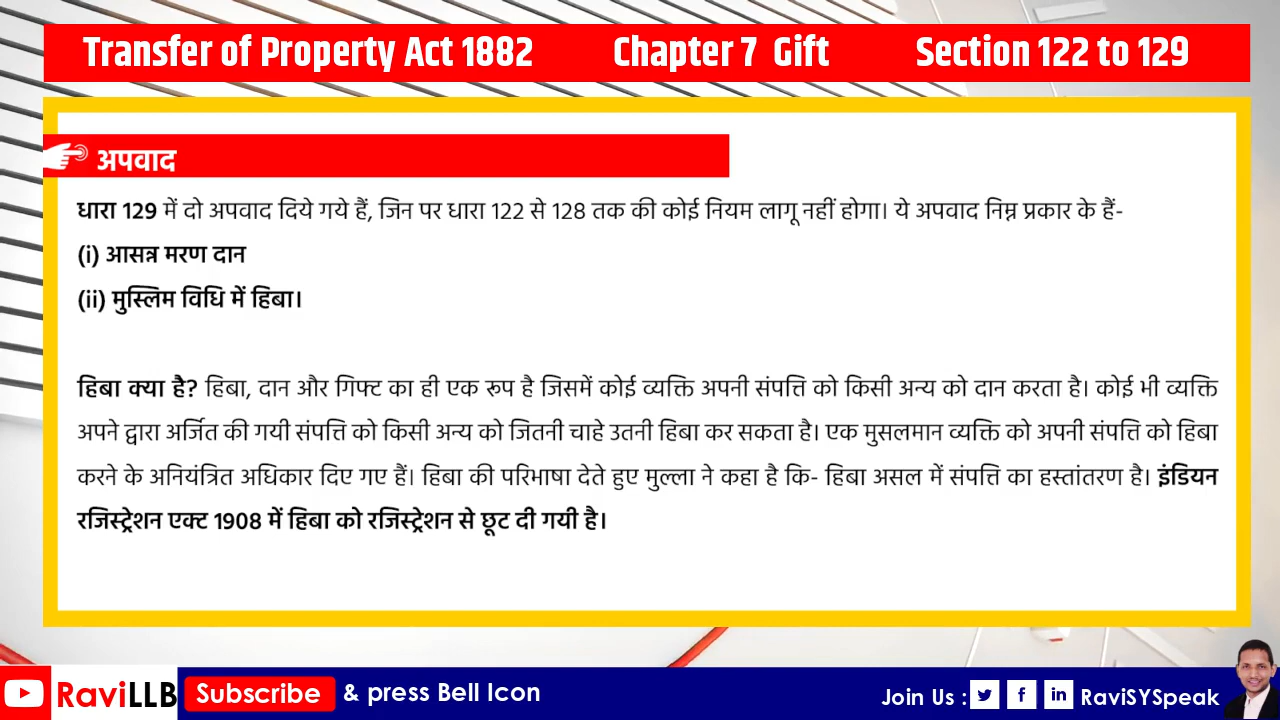 Transfer of Property Act 1882 Chapter 7 Gift Section 122 to 129
अपवाद
धारा 129 में दो अपवाद दिये गये हैं, जिन पर धारा 122 से 128 तक की कोई नियम लागू नहीं होगा। ये अपवाद निम्न प्रकार के हैं-
(i) आसन्न मरण दान
(ii) मुस्लिम विधि में हिबा।
हिबा क्या है? हिबा, दान और गिफ्ट का ही एक रूप है जिसमें कोई व्यक्ति अपनी संपत्ति को किसी अन्य को दान करता है। कोई भी व्यक्ति
अपने द्वारा अर्जित की गयी संपत्ति को किसी अन्य को जितनी चाहे उतनी हिबा कर सकता है। एक मुसलमान व्यक्ति को अपनी संपत्ति को हिबा
करने के अनियंत्रित अधिकार दिए गए हैं। हिबा की परिभाषा देते हुए मुल्ला ने कहा है कि- हिबा असल में संपत्ति का हस्तांतरण है। इंडियन
रजिस्ट्रेशन एक्ट 1908 में हिबा को रजिस्ट्रेशन से छूट दी गयी है।
RaviLLB Subscribe & press Bell Icon Join Us : RaviSYSpeak